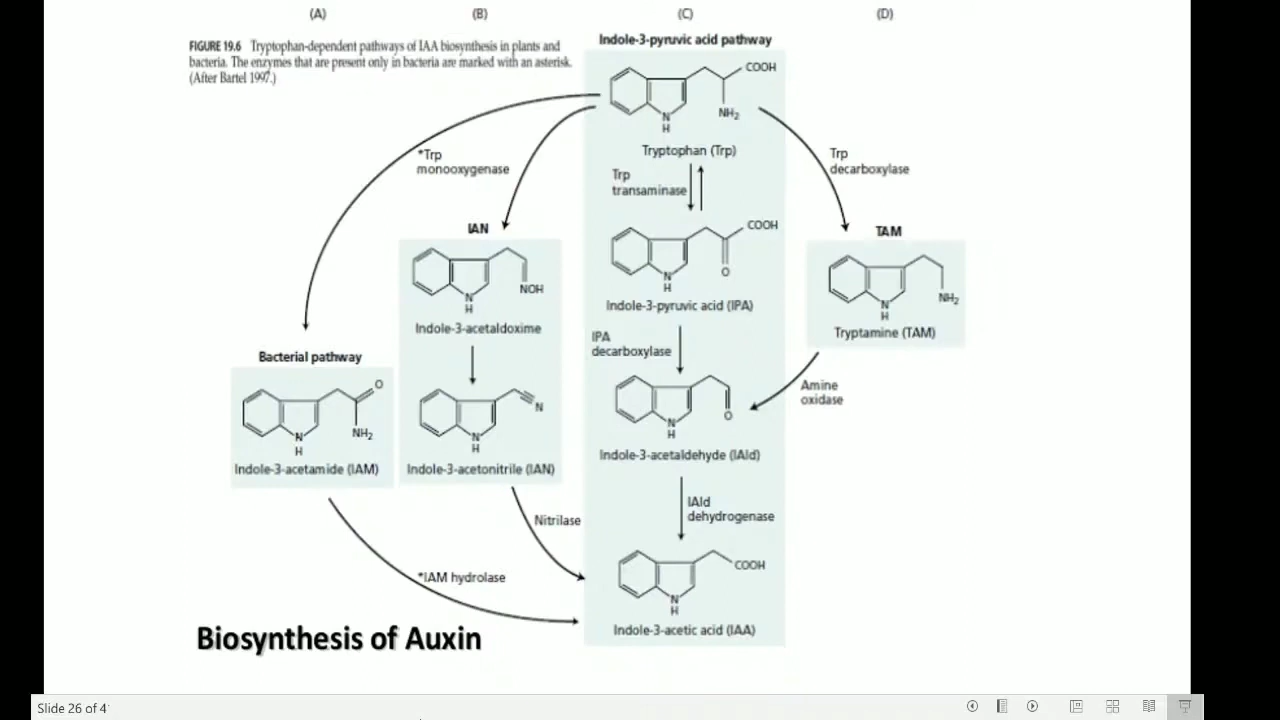 (A)
(B)
(C)
(D)
FIGURE 19.6 Tryptophan-dependent pathways of IAA biosynthesis in plants and
bacteria. The enzymes that are present only in bacteria are marked with an asterisk.
(After Bartel 1997.)
Indole-3-pyruvic acid pathway
COOH
NH₂
N
H
Tryptophan (Trp)
*Trp
monooxygenase
Trp
decarboxylase
Trp
transaminase
IAN
NOH
N
H
Indole-3-acetaldoxime
COOH
O
N
H
Indole-3-pyruvic acid (IPA)
TAM
NH₂
N
H
Tryptamine (TAM)
IPA
decarboxylase
Bacterial pathway
O
NH₂
N
H
Indole-3-acetamide (IAM)
N
N
H
Indole-3-acetonitrile (IAN)
O
N
H
Indole-3-acetaldehyde (IAld)
Amine
oxidase
Nitrilase
IAld
dehydrogenase
*IAM hydrolase
COOH
N
H
Indole-3-acetic acid (IAA)
Biosynthesis of Auxin
Slide 26 of 4